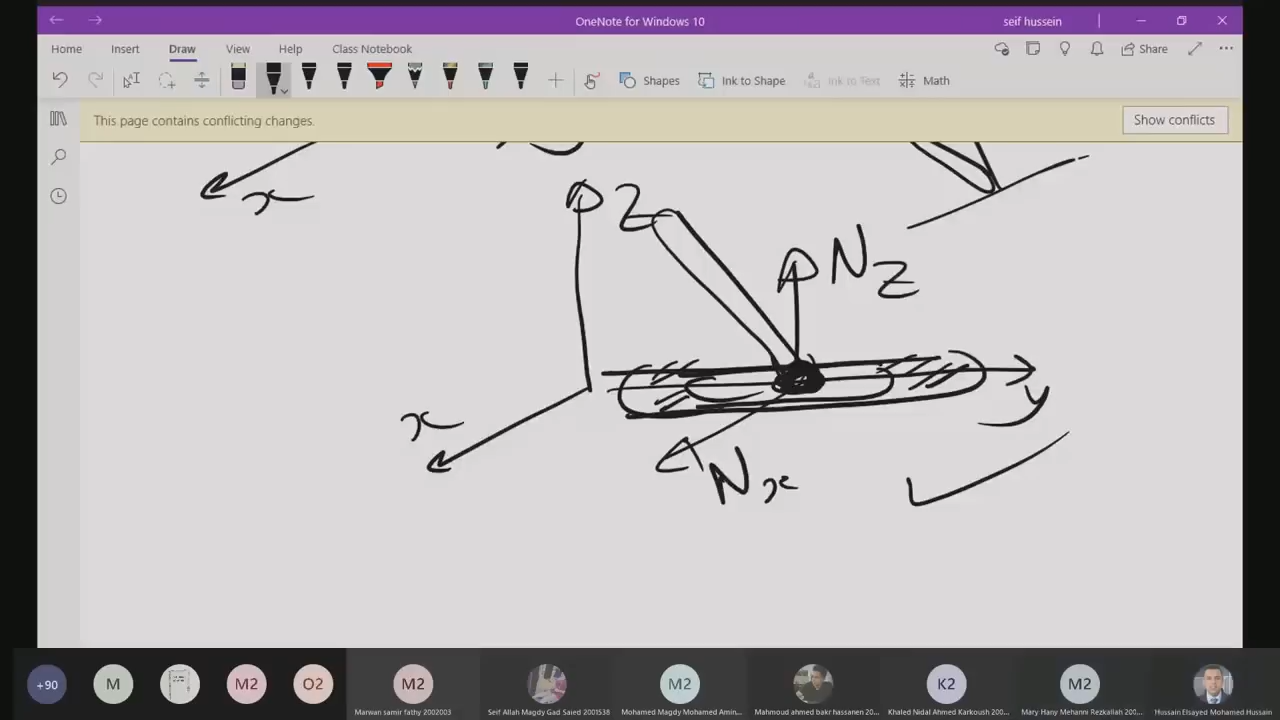 OneNote for Windows 10
seif hussein
Home Insert Draw View Help Class Notebook
Share
Shapes Ink to Shape Ink to Text Math
This page contains conflicting changes.
Show conflicts
x
Z
Nz
y
x
Nx
+90 M M2 O2 M2 M2 K2 M2
Marwan samir fathy 2002003 Seif Allah Magdy Gad Saied 2001538 Mohamed Magdy Mohamed Amin... Mahmoud ahmed bakr hassanen 20... Khaled Nidal Ahmed Karkoush 200... Mary Hany Mehanni Rezkallah 200... Hussain Elsayed Mohamed Hussain